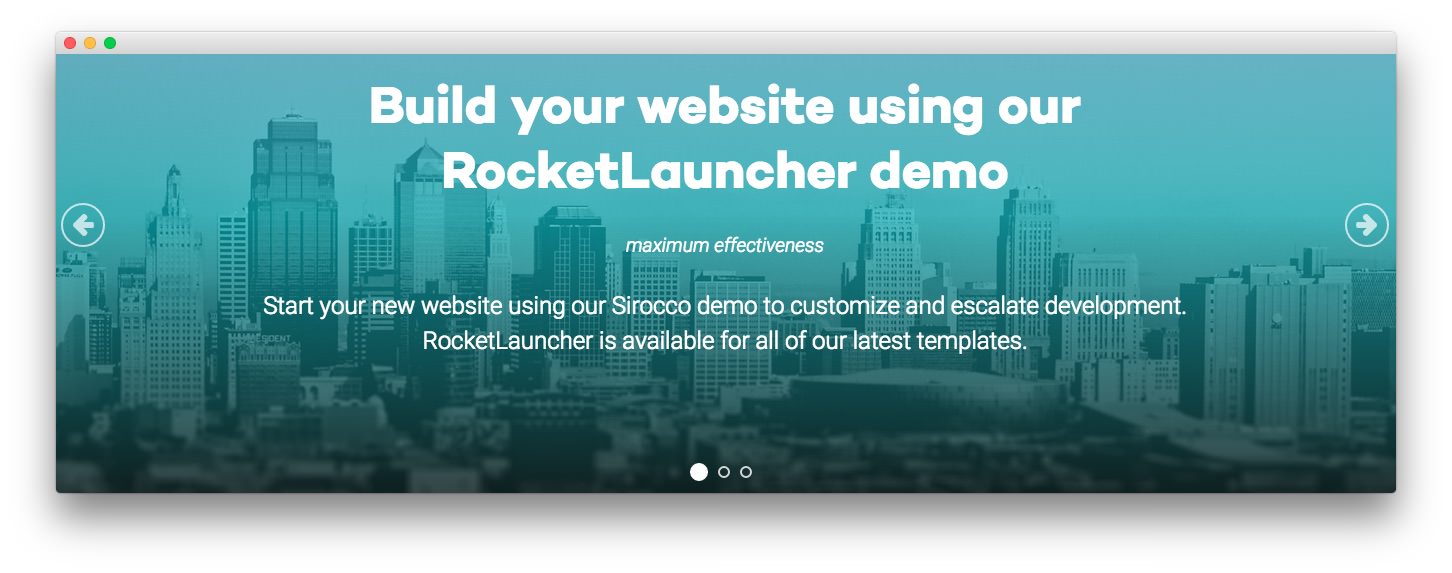 Build your website using our
RocketLauncher demo
maximum effectiveness
Start your new website using our Sirocco demo to customize and escalate development.
RocketLauncher is available for all of our latest templates.